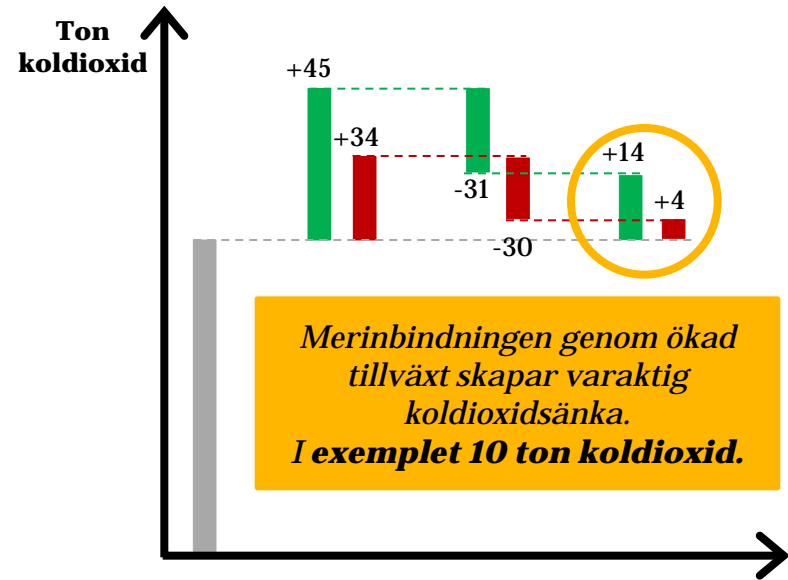 Ton
koldioxid
+45
+34
-31
-30
+14
+4
Merinbindningen genom ökad
tillväxt skapar varaktig
koldioxidsänka.
I exemplet 10 ton koldioxid.